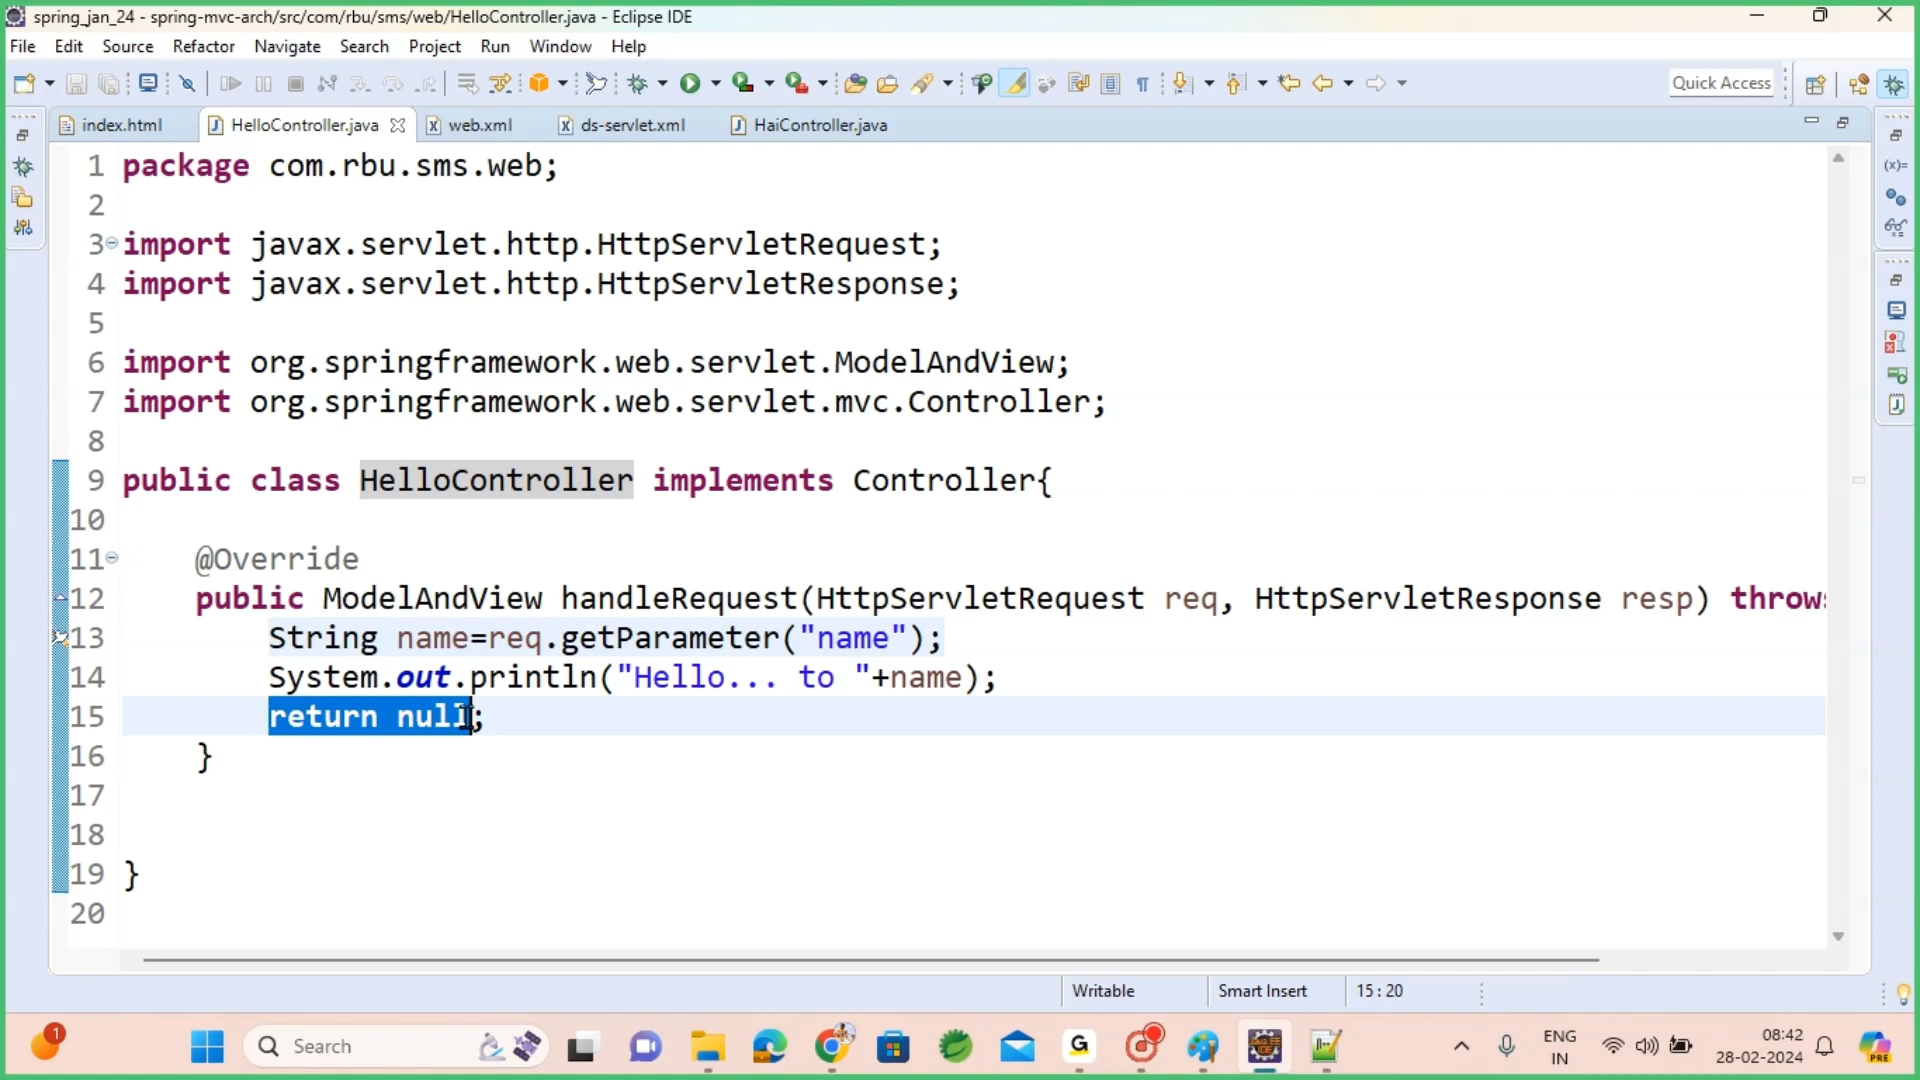 spring_jan_24 - spring-mvc-arch/src/com/rbu/sms/web/HelloController.java - Eclipse IDE
File Edit Source Refactor Navigate Search Project Run Window Help
Quick Access
index.html HelloController.java web.xml ds-servlet.xml HaiController.java
1 package com.rbu.sms.web;
2
3 import javax.servlet.http.HttpServletRequest;
4 import javax.servlet.http.HttpServletResponse;
5
6 import org.springframework.web.servlet.ModelAndView;
7 import org.springframework.web.servlet.mvc.Controller;
8
9 public class HelloController implements Controller{
10
11 @Override
12 public ModelAndView handleRequest(HttpServletRequest req, HttpServletResponse resp) throws
13 String name=req.getParameter("name");
14 System.out.println("Hello... to "+name);
15 return null;
16 }
17
18
19 }
20
Writable Smart Insert 15 : 20
1 Search ENG 08:42
IN 28-02-2024
PRE